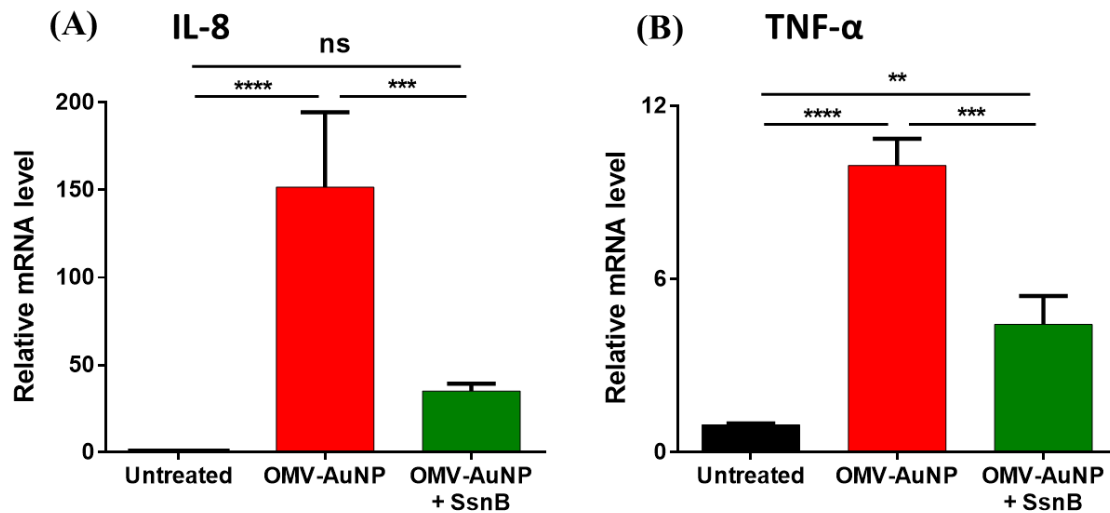 (A) IL-8
ns
**** ***
Relative mRNA level
200
150
100
50
0
Untreated OMV-AuNP OMV-AuNP
+ SsnB
(B) TNF-α
**
**** ***
Relative mRNA level
12
6
0
Untreated OMV-AuNP OMV-AuNP
+ SsnB